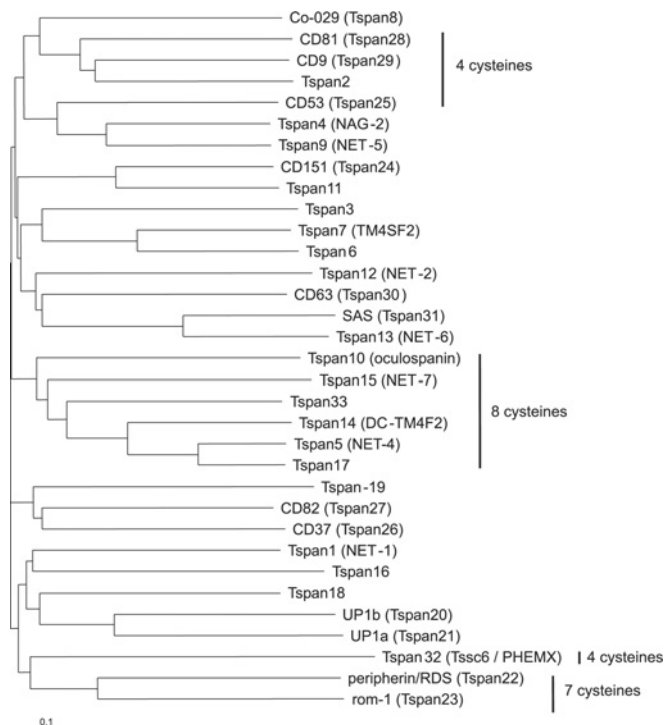 Co-029 (Tspan8)
CD81 (Tspan28)
CD9 (Tspan29)
4 cysteines
Tspan2
CD53 (Tspan25)
Tspan4 (NAG-2)
Tspan9 (NET-5)
CD151 (Tspan24)
Tspan11
Tspan3
Tspan7 (TM4SF2)
Tspan6
Tspan12 (NET-2)
CD63 (Tspan30)
SAS (Tspan31)
Tspan13 (NET-6)
Tspan10 (oculospanin)
Tspan15 (NET-7)
Tspan33
8 cysteines
Tspan14 (DC-TM4F2)
Tspan5 (NET-4)
Tspan17
Tspan-19
CD82 (Tspan27)
CD37 (Tspan26)
Tspan1 (NET-1)
Tspan16
Tspan18
UP1b (Tspan20)
UP1a (Tspan21)
Tspan32 (Tssc6 / PHEMX) 4 cysteines
peripherin/RDS (Tspan22)
7 cysteines
rom-1 (Tspan23)
0.1